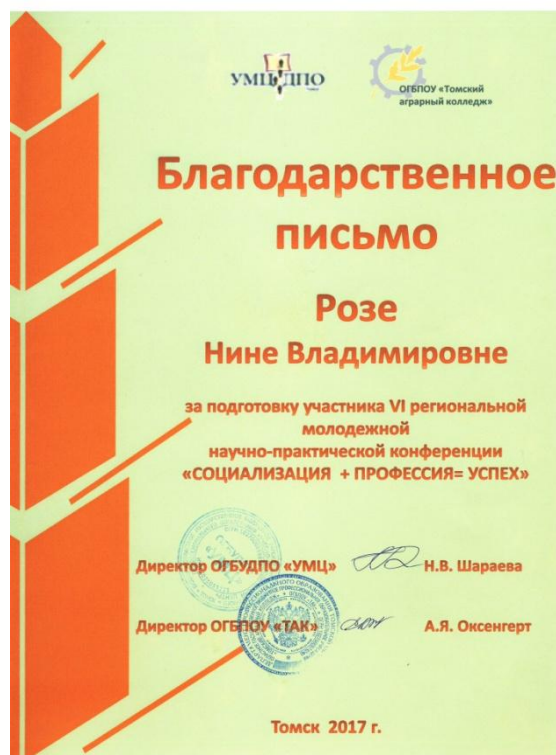 УМЦ ДПО
ОГБПОУ «Томский
аграрный колледж»
Благодарственное
письмо
Розе
Нине Владимировне
за подготовку участника VI региональной
молодежной
научно-практической конференции
«СОЦИАЛИЗАЦИЯ + ПРОФЕССИЯ= УСПЕХ»
Директор ОГБУДПО «УМЦ» Н.В. Шараева
Директор ОГБПОУ «ТАК» А.Я. Оксенгерт
Томск 2017 г.